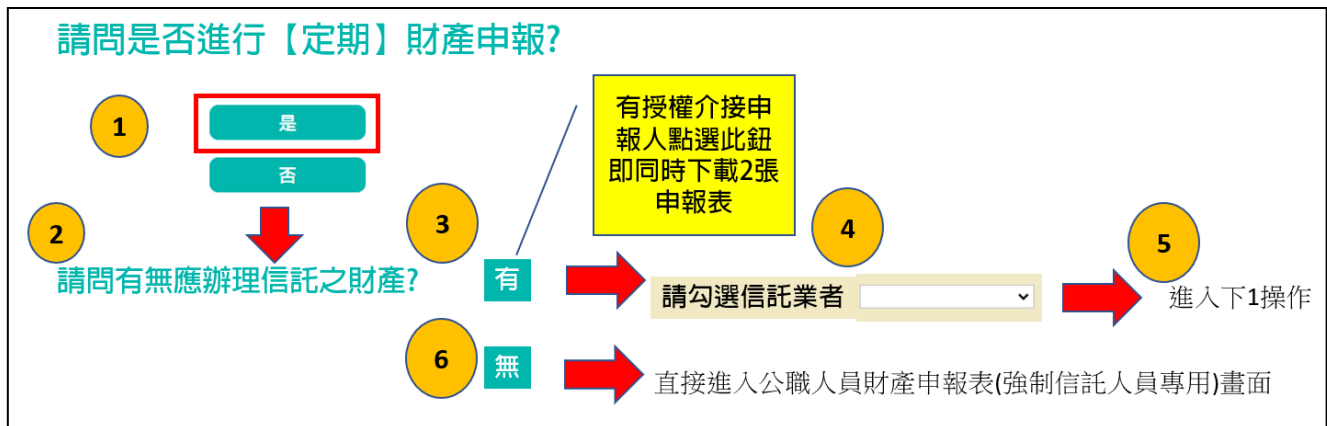 請問是否進行【定期】財產申報?
1
是
否
有授權介接申
報人點選此鈕
即同時下載2張
申報表
2
請問有無應辦理信託之財產?
3
有
4
請勾選信託業者
5
進入下1操作
6
無
直接進入公職人員財產申報表(強制信託人員專用)畫面